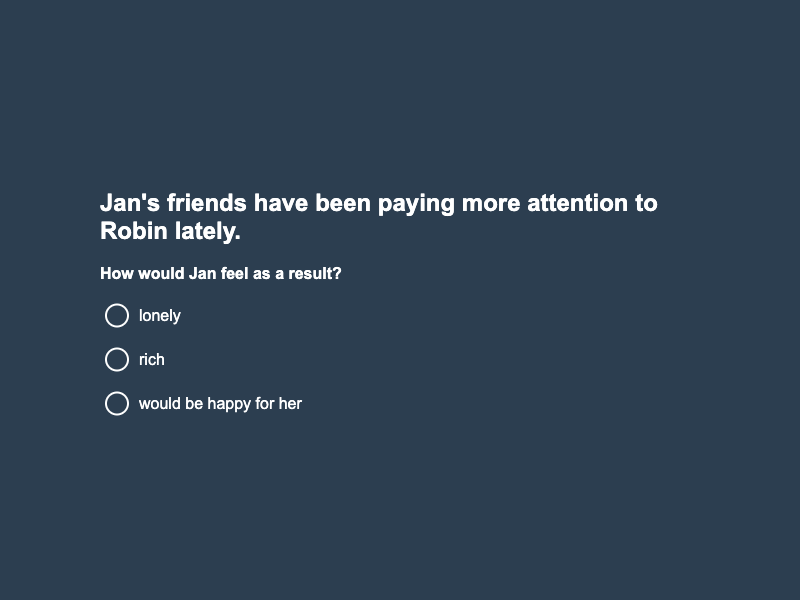 Jan's friends have been paying more attention to
Robin lately.
How would Jan feel as a result?
lonely
rich
would be happy for her